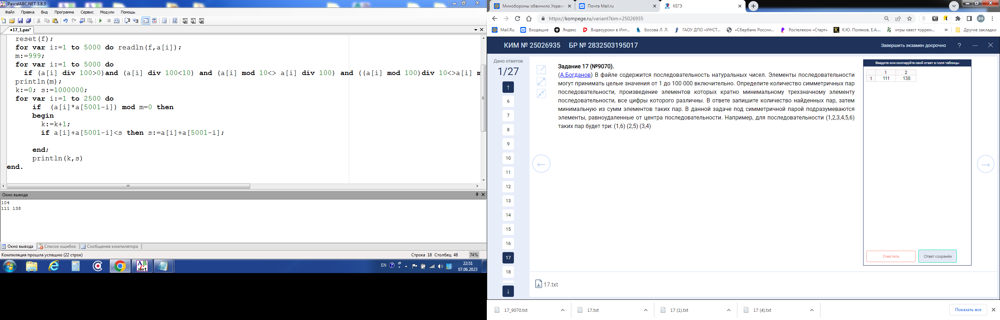 PascalABC.NET 3.8.3
Файл Правка Вид Программа Сервис Модули Помощь
•17_1.pas*
reset(f);
for var i:=1 to 5000 do readln(f,a[i]);
m:=999;
for var i:=1 to 5000 do
if (a[i] div 100>0)and (a[i] div 100<10) and (a[i] mod 10<> a[i] div 100) and ((a[i] mod 100)div 10<>a[i] m
println(m);
k:=0; s:=1000000;
for var i:=1 to 2500 do
if (a[i]*a[5001-i]) mod m=0 then
begin
k:=k+1;
if a[i]+a[5001-i]<s then s:=a[i]+a[5001-i];
end;
println(k,s)
end.
Окно вывода
104
111 138
Окно вывода Список ошибок Сообщения компилятора
Компиляция прошла успешно (22 строк)
Строка 18 Столбец 48 74%
EN
22:51
07.06.2023
Минобороны обвинило Украин
Почта Mail.ru
КЕГЭ
https://kompege.ru/variant?kim=25026935
Mail.Ru Входящие Яндекс Видеоуроки в Инт... Босова Л. Л. ГАОУ ДПО «ИНСТ... «Сбербанк России... Ростелеком «Старт» К.Ю. Поляков, Е.А.... игры квест торрен... » Другие закладки
КИМ № 25026935 БР № 2832503195017
Завершить экзамен досрочно ?
Дано ответов
1/27
6
7
8
9
10
11
12
13
14
15
16
17
18
Задание 17 (№9070).
(А.Богданов) В файле содержится последовательность натуральных чисел. Элементы последовательности
могут принимать целые значения от 1 до 100 000 включительно. Определите количество симметричных пар
последовательности, произведение элементов которых кратно минимальному трехзначному элементу
последовательности, все цифры которого различны. В ответе запишите количество найденных пар, затем
минимальную из сумм элементов таких пар. В данной задаче под симметричной парой подразумеваются
элементы, равноудаленные от центра последовательности. Например, для последовательности (1,2,3,4,5,6)
таких пар будет три: (1,6) (2,5) (3,4)
Введите или скопируйте свой ответ в поля таблицы
1 2
1 111 138
Очистить
Ответ сохранён
17.txt
17_9070.txt
17.txt
17 (1).txt
17 (4).txt
Показать все